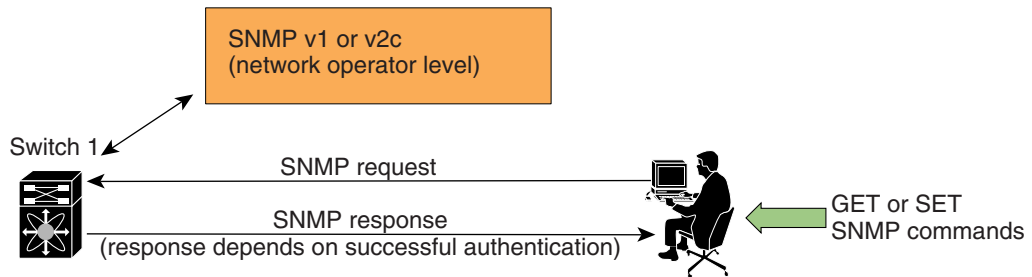 SNMP v1 or v2c
(network operator level)
Switch 1
SNMP request
SNMP response
(response depends on successful authentication)
GET or SET
SNMP commands